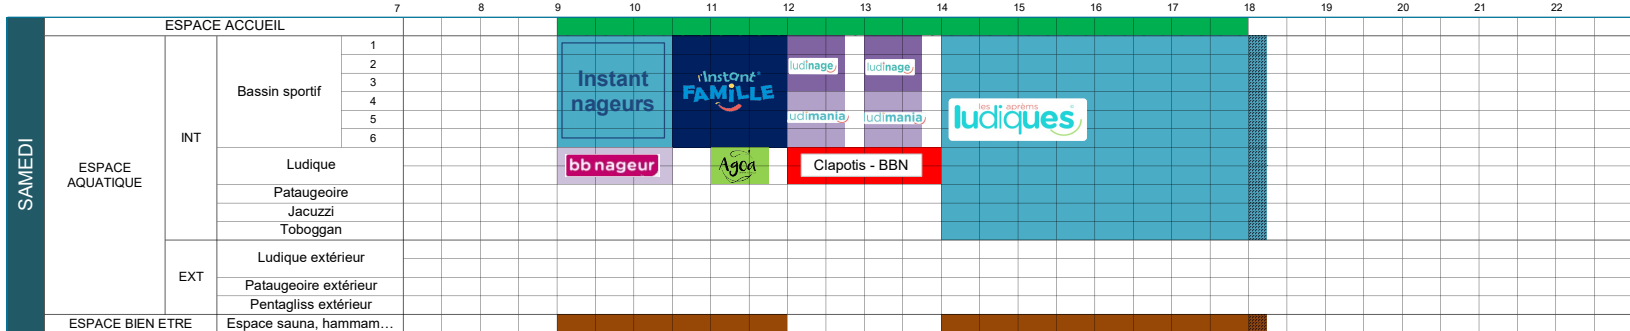 7 8 9 10 11 12 13 14 15 16 17 18 19 20 21 22
SAMEDI
ESPACE ACCUEIL
ESPACE
AQUATIQUE
INT
Bassin sportif
1
2
3
4
5
6
Instant
nageurs
l'Instant
FAMiLLE
ludinage
ludinage
udimania
ludimania
les aprèms
ludiques
Ludique
bb nageur
Agoa
Clapotis - BBN
Pataugeoire
Jacuzzi
Toboggan
EXT
Ludique extérieur
Pataugeoire extérieur
Pentagliss extérieur
ESPACE BIEN ETRE
Espace sauna, hammam…